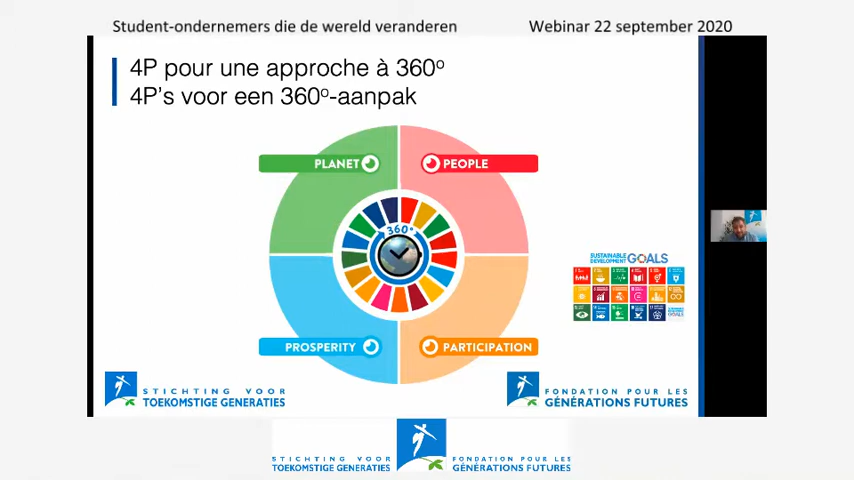 Student-ondernemers die de wereld veranderen
Webinar 22 september 2020
4P pour une approche à 360º
4P's voor een 360º-aanpak
PLANET
PEOPLE
360°
PROSPERITY
PARTICIPATION
SUSTAINABLE
DEVELOPMENT
GOALS
STICHTING VOOR
TOEKOMSTIGE GENERATIES
FONDATION POUR LES
GÉNÉRATIONS FUTURES
STICHTING VOOR
TOEKOMSTIGE GENERATIES
FONDATION POUR LES
GÉNÉRATIONS FUTURES